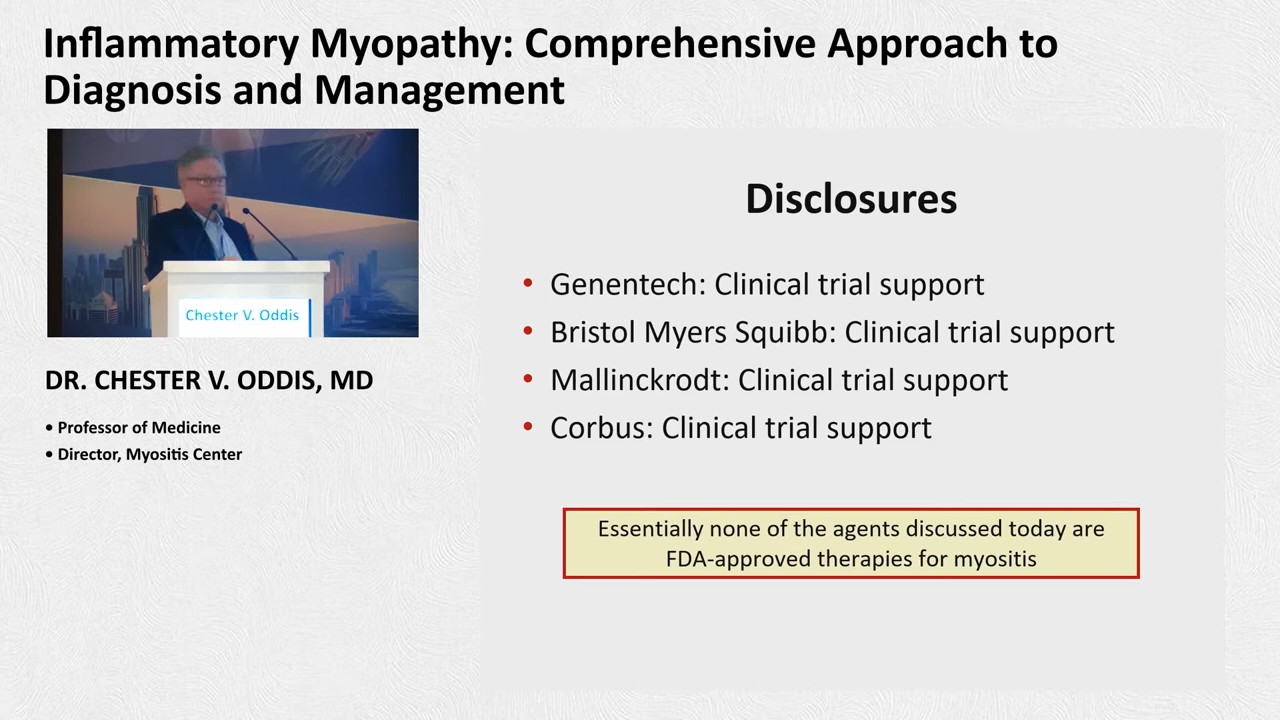 Inflammatory Myopathy: Comprehensive Approach to
Diagnosis and Management
Chester V. Oddis
DR. CHESTER V. ODDIS, MD
• Professor of Medicine
• Director, Myositis Center
Disclosures
• Genentech: Clinical trial support
• Bristol Myers Squibb: Clinical trial support
• Mallinckrodt: Clinical trial support
• Corbus: Clinical trial support
Essentially none of the agents discussed today are
FDA-approved therapies for myositis